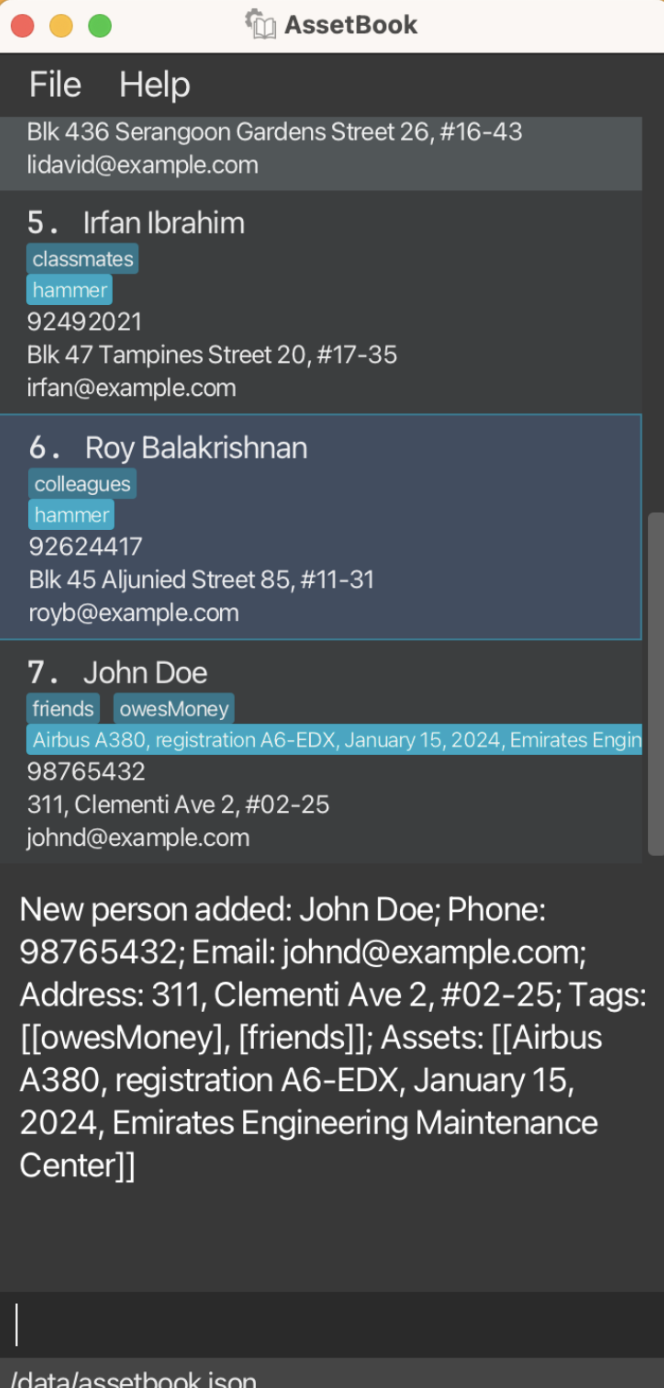 AssetBook
File Help
Blk 436 Serangoon Gardens Street 26, #16-43
lidavid@example.com
5. Irfan Ibrahim
classmates
hammer
92492021
Blk 47 Tampines Street 20, #17-35
irfan@example.com
6. Roy Balakrishnan
colleagues
hammer
92624417
Blk 45 Aljunied Street 85, #11-31
royb@example.com
7. John Doe
friends owesMoney
Airbus A380, registration A6-EDX, January 15, 2024, Emirates Engin
98765432
311, Clementi Ave 2, #02-25
johnd@example.com
New person added: John Doe; Phone:
98765432; Email: johnd@example.com;
Address: 311, Clementi Ave 2, #02-25; Tags:
[[owesMoney], [friends]]; Assets: [[Airbus
A380, registration A6-EDX, January 15,
2024, Emirates Engineering Maintenance
Center]]
/data/assetbook.json